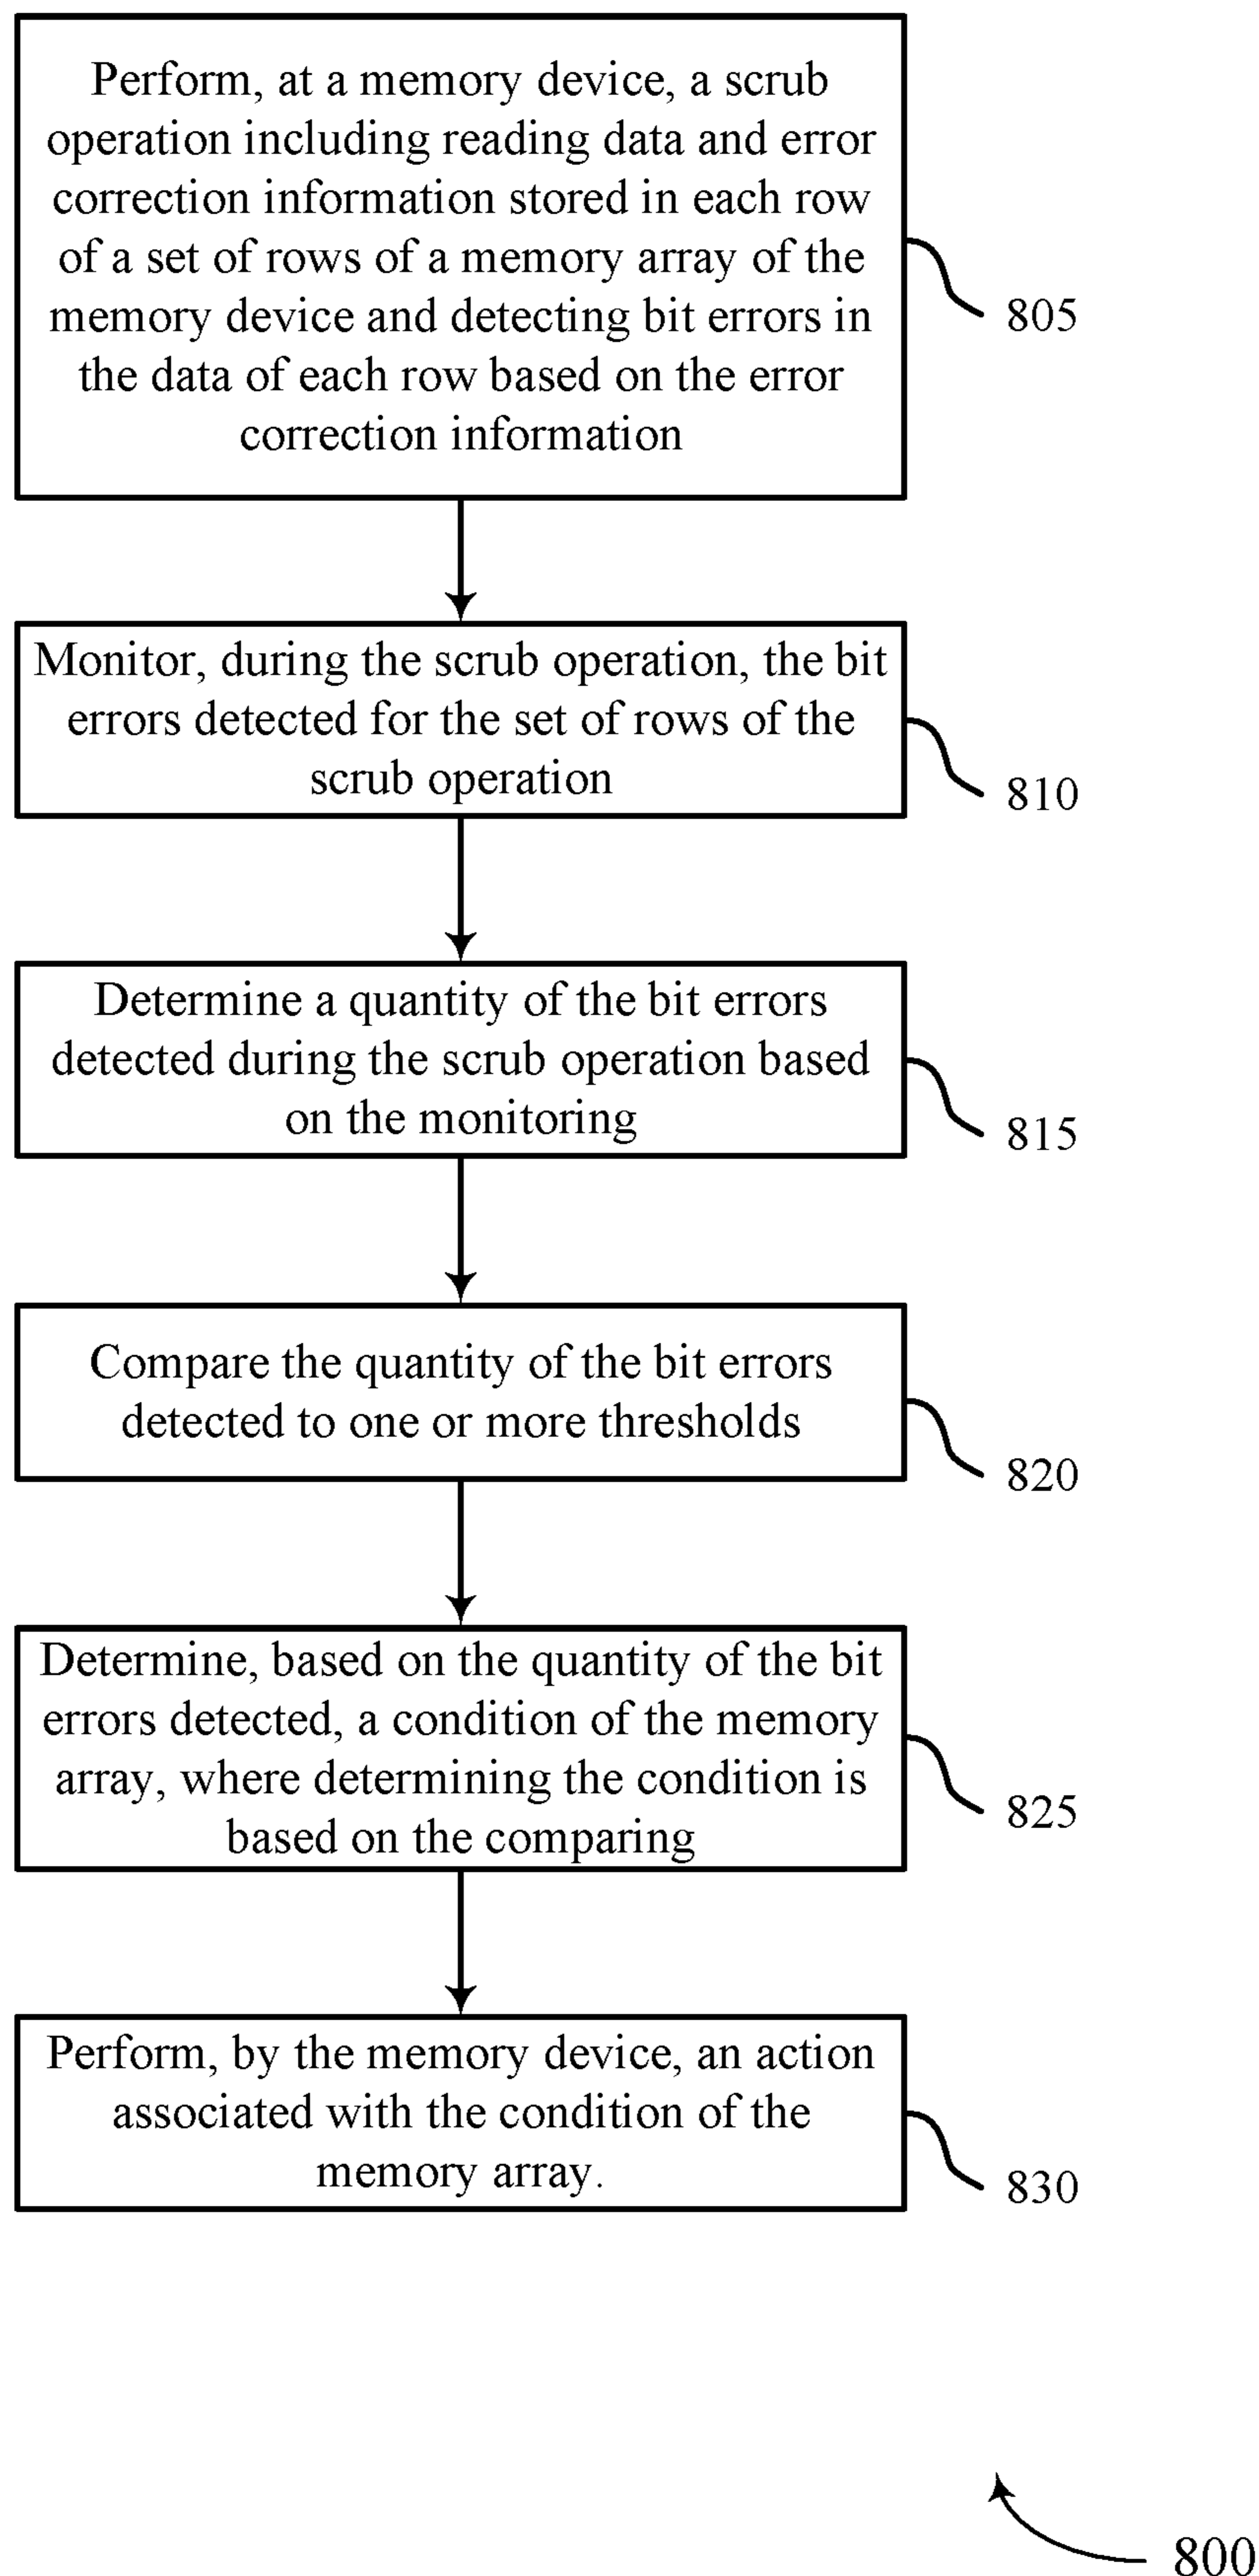 Perform, at a memory device, a scrub
operation including reading data and error
correction information stored in each row
of a set of rows of a memory array of the
memory device and detecting bit errors in
the data of each row based on the error
correction information
805
Monitor, during the scrub operation, the bit
errors detected for the set of rows of the
scrub operation
810
Determine a quantity of the bit errors
detected during the scrub operation based
on the monitoring
815
Compare the quantity of the bit errors
detected to one or more thresholds
820
Determine, based on the quantity of the bit
errors detected, a condition of the memory
array, where determining the condition is
based on the comparing
825
Perform, by the memory device, an action
associated with the condition of the
memory array.
830
800